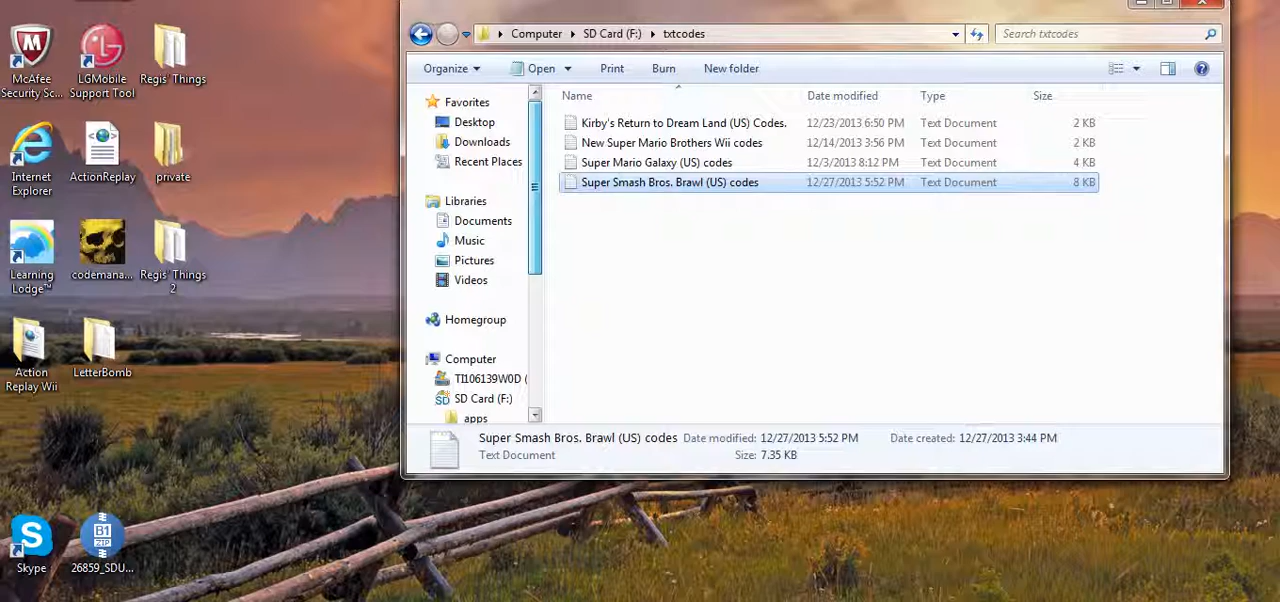 McAfee
Security Sc...
LGMobile
Support Tool
Regis' Things
Internet
Explorer
ActionReplay
private
Learning
Lodge™
codemana...
Regis' Things
2
Action
Replay Wii
LetterBomb
Skype
B1
ZIP
26859_SDU...
Computer
SD Card (F:)
txtcodes
Search txtcodes
Organize
Open
Print
Burn
New folder
Name
Date modified
Type
Size
Kirby's Return to Dream Land (US) Codes. 12/23/2013 6:50 PM Text Document 2 KB
New Super Mario Brothers Wii codes 12/14/2013 3:56 PM Text Document 2 KB
Super Mario Galaxy (US) codes 12/3/2013 8:12 PM Text Document 4 KB
Super Smash Bros. Brawl (US) codes 12/27/2013 5:52 PM Text Document 8 KB
Favorites
Desktop
Downloads
Recent Places
Libraries
Documents
Music
Pictures
Videos
Homegroup
Computer
TI106139W0D (
SD Card (F:)
apps
Super Smash Bros. Brawl (US) codes Date modified: 12/27/2013 5:52 PM Date created: 12/27/2013 3:44 PM
Text Document Size: 7.35 KB